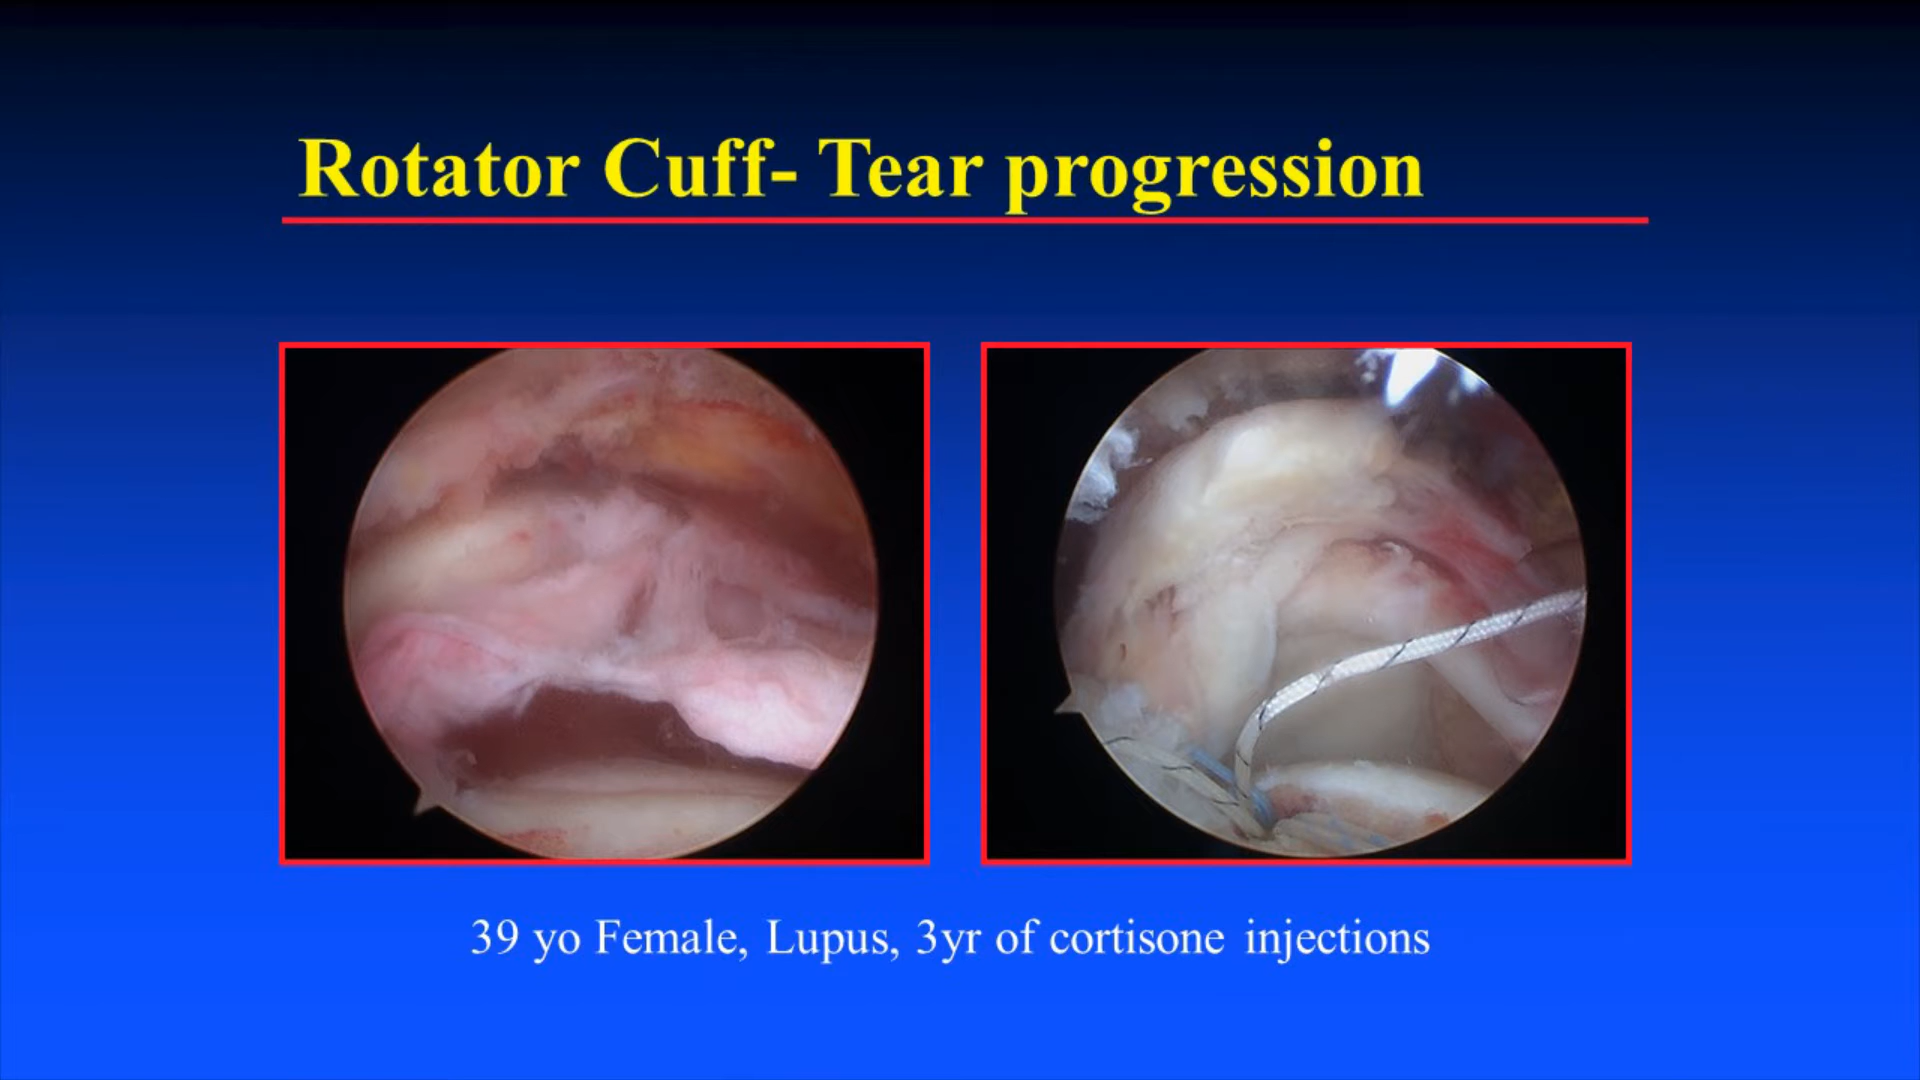 Rotator Cuff- Tear progression
39 yo Female, Lupus, 3yr of cortisone injections